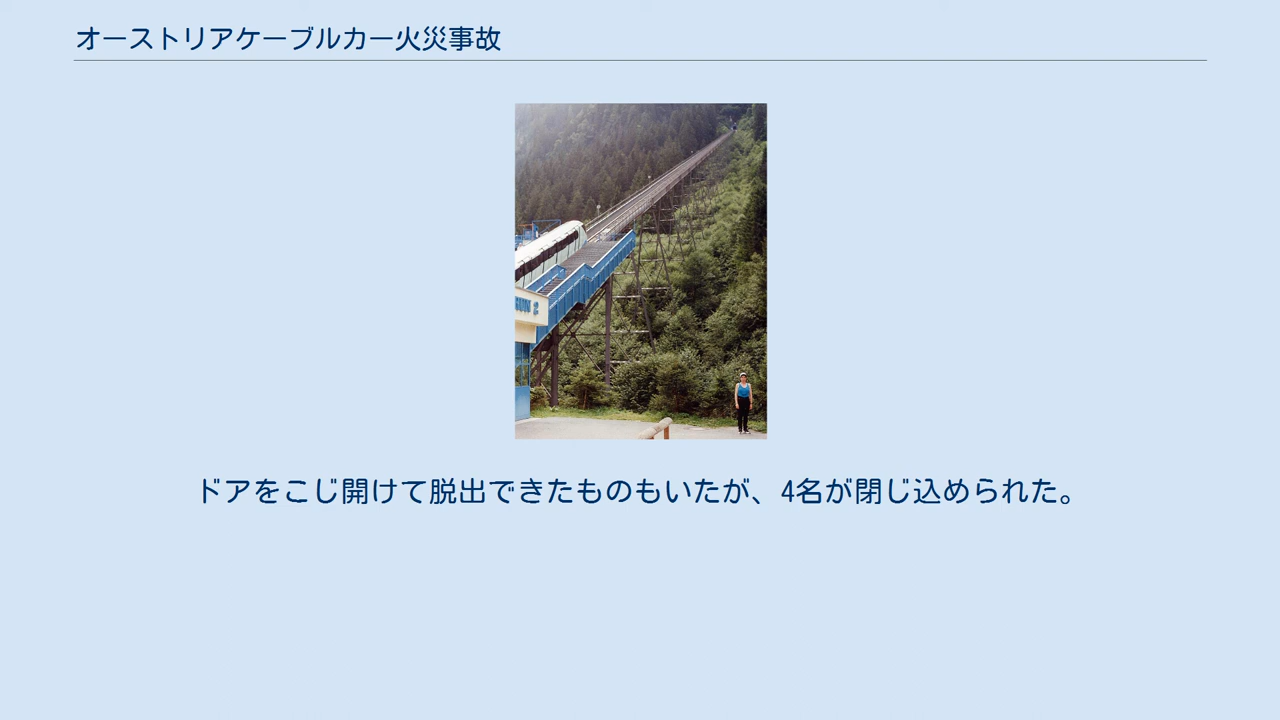 オーストリアケーブルカー火災事故
ドアをこじ開けて脱出できたものもいたが、4名が閉じ込められた。